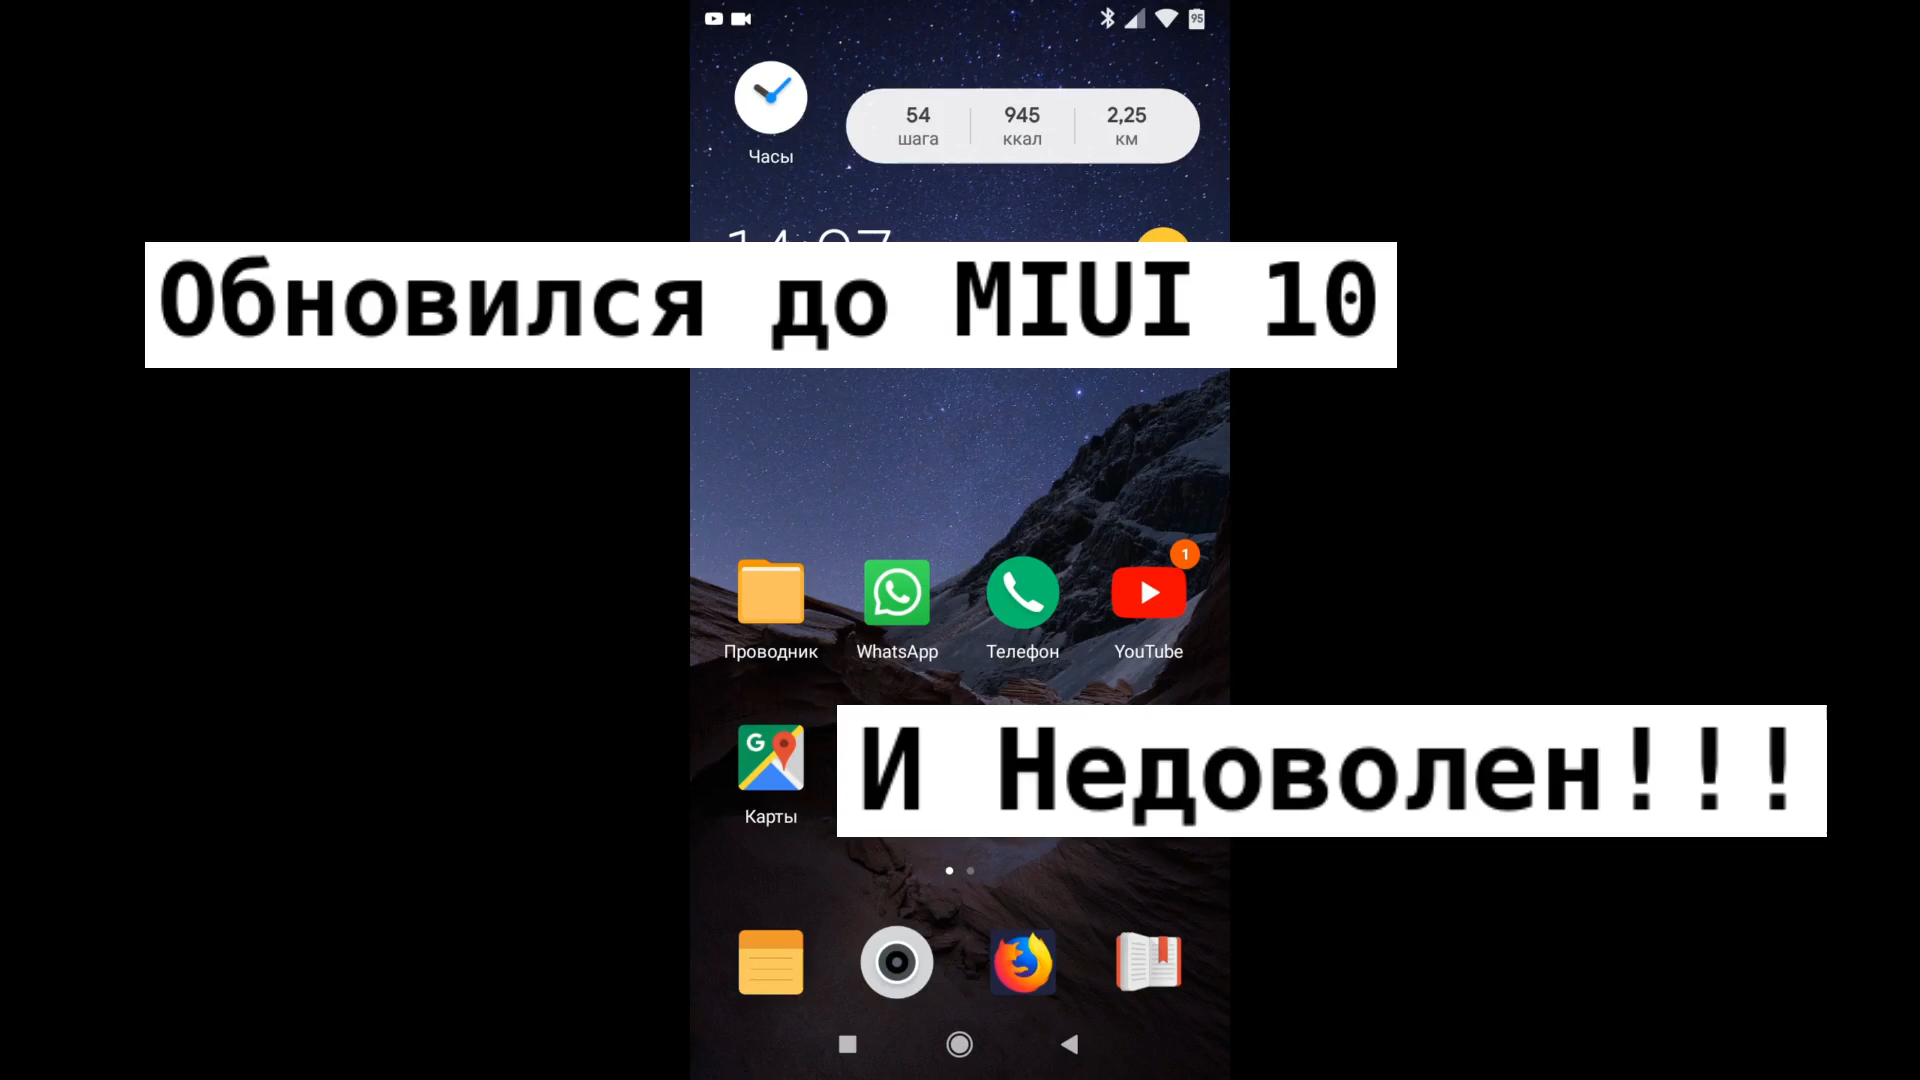 95
54 945 2,25
шага ккал км
Часы
Обновился до MIUI 10
1
Проводник WhatsApp Телефон YouTube
G
И Недоволен!!!
Карты